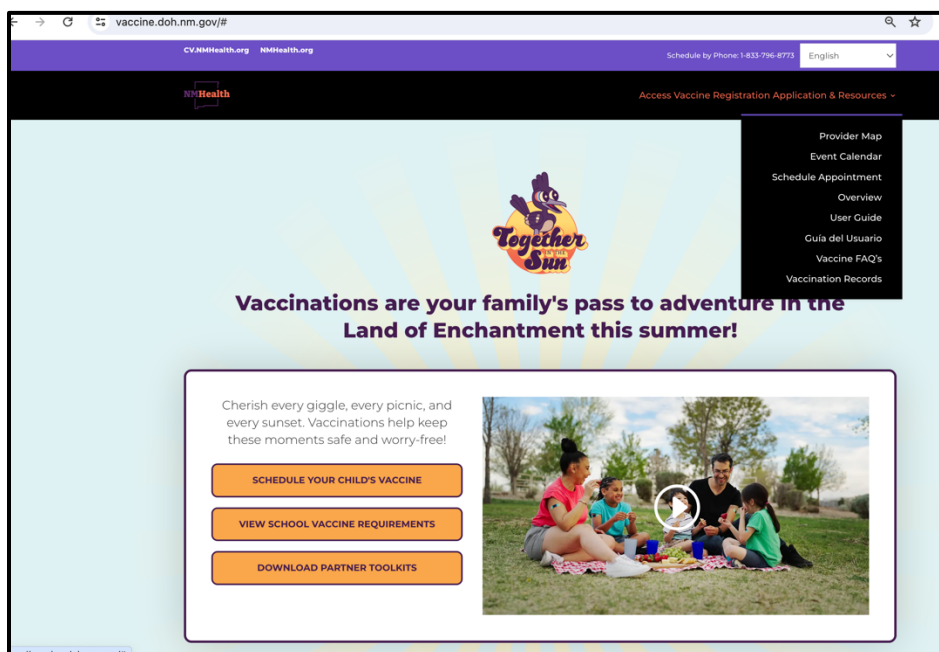 vaccine.doh.nm.gov/#
CV.NMHealth.org NMHealth.org
Schedule by Phone: 1-833-796-8773 English
NMHealth
Access Vaccine Registration Application & Resources
Provider Map
Event Calendar
Schedule Appointment
Overview
User Guide
Guía del Usuario
Vaccine FAQ's
Vaccination Records
Together
Sun
Vaccinations are your family's pass to adventure in the
Land of Enchantment this summer!
Cherish every giggle, every picnic, and
every sunset. Vaccinations help keep
these moments safe and worry-free!
SCHEDULE YOUR CHILD'S VACCINE
VIEW SCHOOL VACCINE REQUIREMENTS
DOWNLOAD PARTNER TOOLKITS